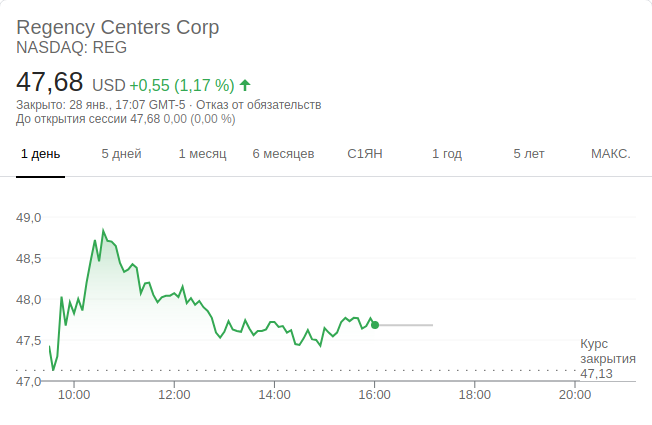 Regency Centers Corp
NASDAQ: REG
47,68 USD +0,55 (1,17 %)
Закрыто: 28 янв., 17:07 GMT-5 · Отказ от обязательств
До открытия сессии 47,68 0,00 (0,00 %)
1 день 5 дней 1 месяц 6 месяцев С1ЯН 1 год 5 лет МАКС.
49,0
48,5
48,0
47,5
Курс
закрытия
47,13
47,0
10:00 12:00 14:00 16:00 18:00 20:00